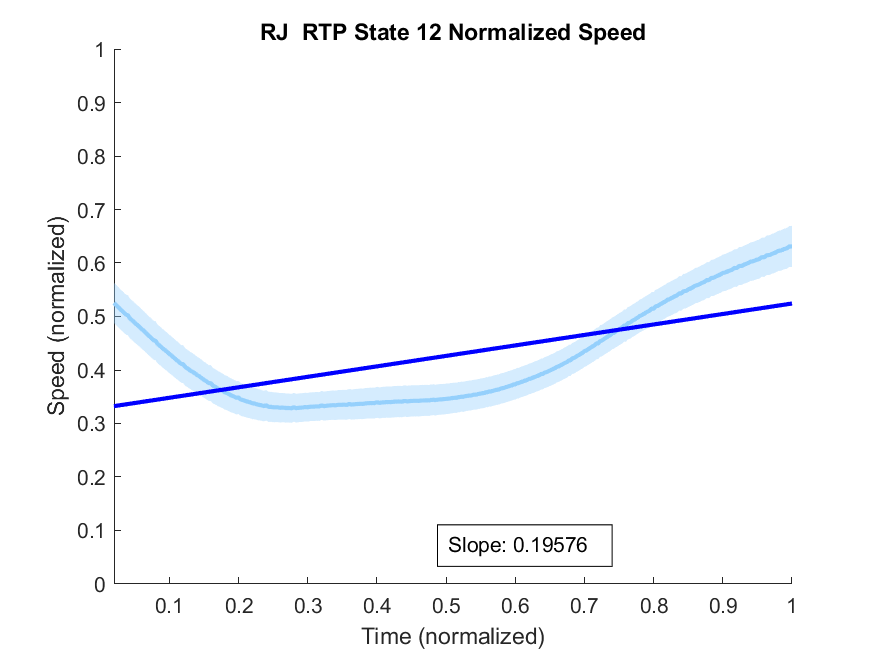 RJ  RTP State 12 Normalized Speed
1
0.9
0.8
0.7
0.6
0.5
0.4
0.3
0.2
0.1
0
Speed (normalized)
Slope: 0.19576
0.1 0.2 0.3 0.4 0.5 0.6 0.7 0.8 0.9 1
Time (normalized)